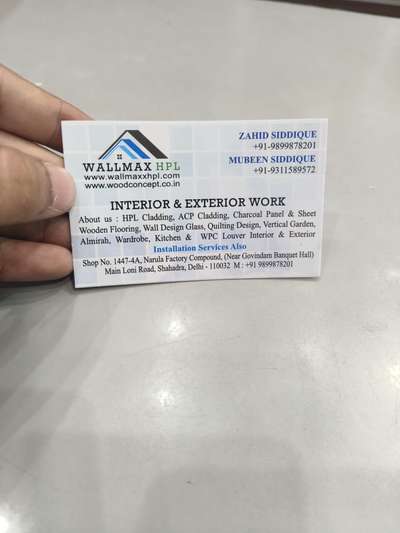 WALLMAX HPL
www.wallmaxxhpl.com
www.woodconcept.co.in
ZAHID SIDDIQUE
+91-9899878201
MUBEEN SIDDIQUE
+91-9311589572
INTERIOR & EXTERIOR WORK
About us : HPL Cladding, ACP Cladding, Charcoal Panel & Sheet
Wooden Flooring, Wall Design Glass, Quilting Design, Vertical Garden,
Almirah, Wardrobe, Kitchen & WPC Louver Interior & Exterior
Installation Services Also
Shop No. 1447-4A, Narula Factory Compound, (Near Govindam Banquet Hall)
Main Loni Road, Shahadra, Delhi - 110032 M : +91 9899878201